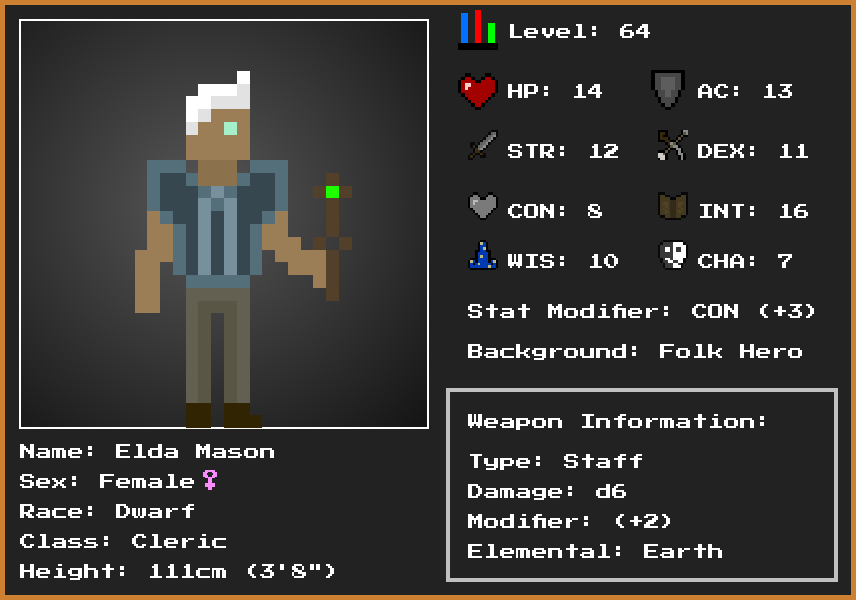 Level: 64
HP: 14
AC: 13
STR: 12
DEX: 11
CON: 8
INT: 16
WIS: 10
CHA: 7
Stat Modifier: CON (+3)
Background: Folk Hero
Weapon Information:
Type: Staff
Damage: d6
Modifier: (+2)
Elemental: Earth
Name: Elda Mason
Sex: Female♀
Race: Dwarf
Class: Cleric
Height: 111cm (3'8")